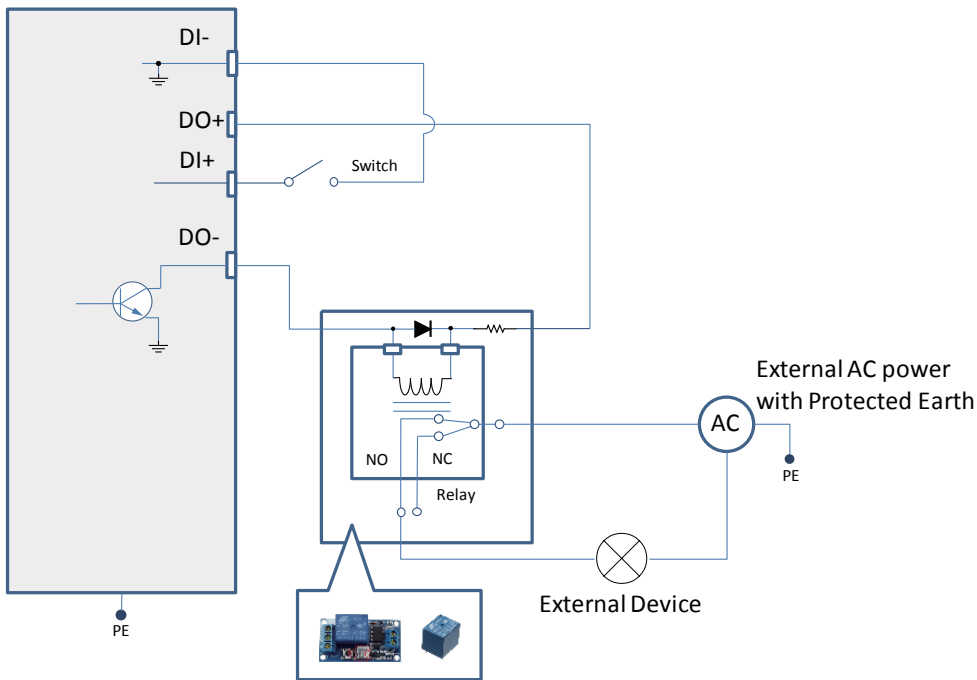 DI-
DO+
DI+
Switch
DO-
External AC power
with Protected Earth
AC
NO
NC
PE
Relay
External Device
PE